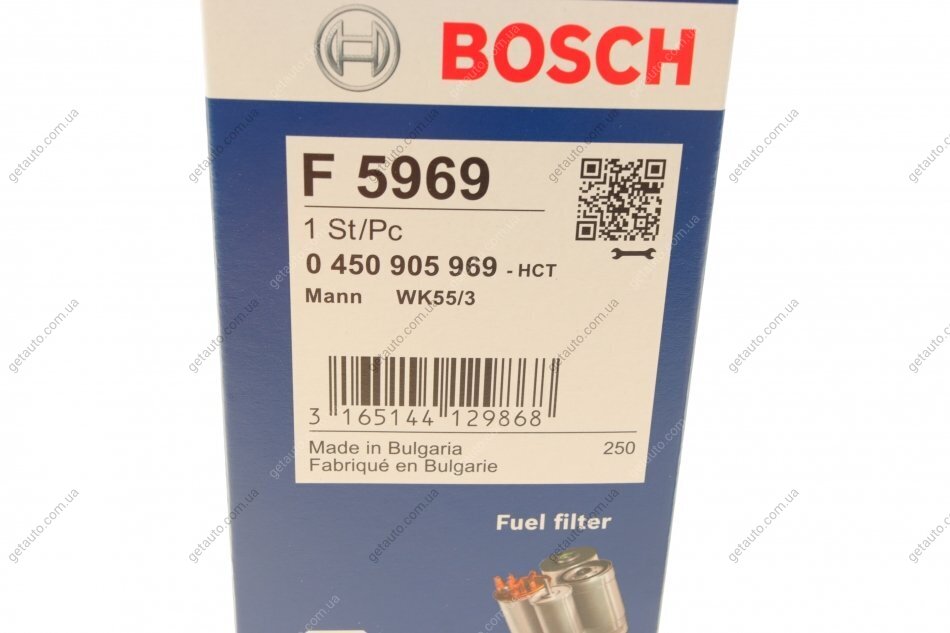 BOSCH
F 5969
1 St/Pc
0 450 905 969 - HCT
Mann WK55/3
3 165144 129868
Made in Bulgaria 250
Fabriqué en Bulgarie
Fuel filter
getauto.com.ua